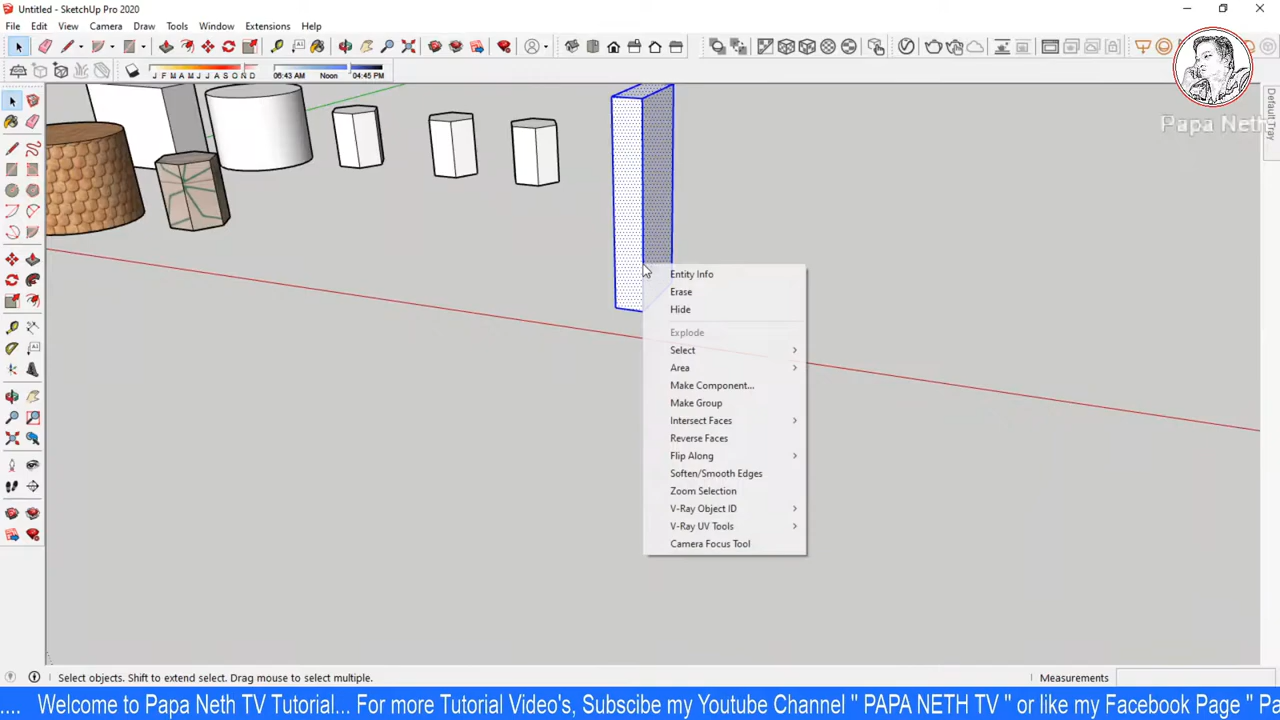 Untitled - SketchUp Pro 2020
File Edit View Camera Draw Tools Window Extensions Help
J F M A M J J A S O N D 06:43 AM Noon 04:45 PM
Papa Neth
Default Tray
Entity Info
Erase
Hide
Explode
Select
Area
Make Component...
Make Group
Intersect Faces
Reverse Faces
Flip Along
Soften/Smooth Edges
Zoom Selection
V-Ray Object ID
V-Ray UV Tools
Camera Focus Tool
Select objects. Shift to extend select. Drag mouse to select multiple. Measurements
.... Welcome to Papa Neth TV Tutorial... For more Tutorial Video's, Subscibe my Youtube Channel " PAPA NETH TV " or like my Facebook Page " Pa